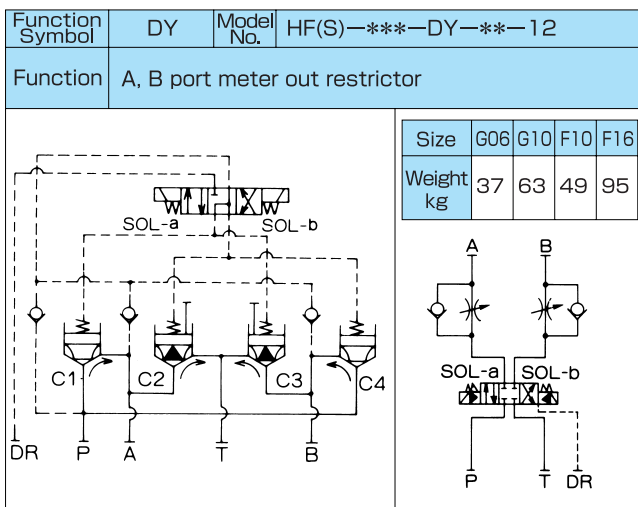 Function Symbol DY Model No. HF(S)-***-DY-**-12
Function A, B port meter out restrictor
Size G06 G10 F10 F16
Weight kg 37 63 49 95
SOL-a SOL-b
C1 C2 C3 C4
DR P A T B
A B
SOL-a SOL-b
P T DR